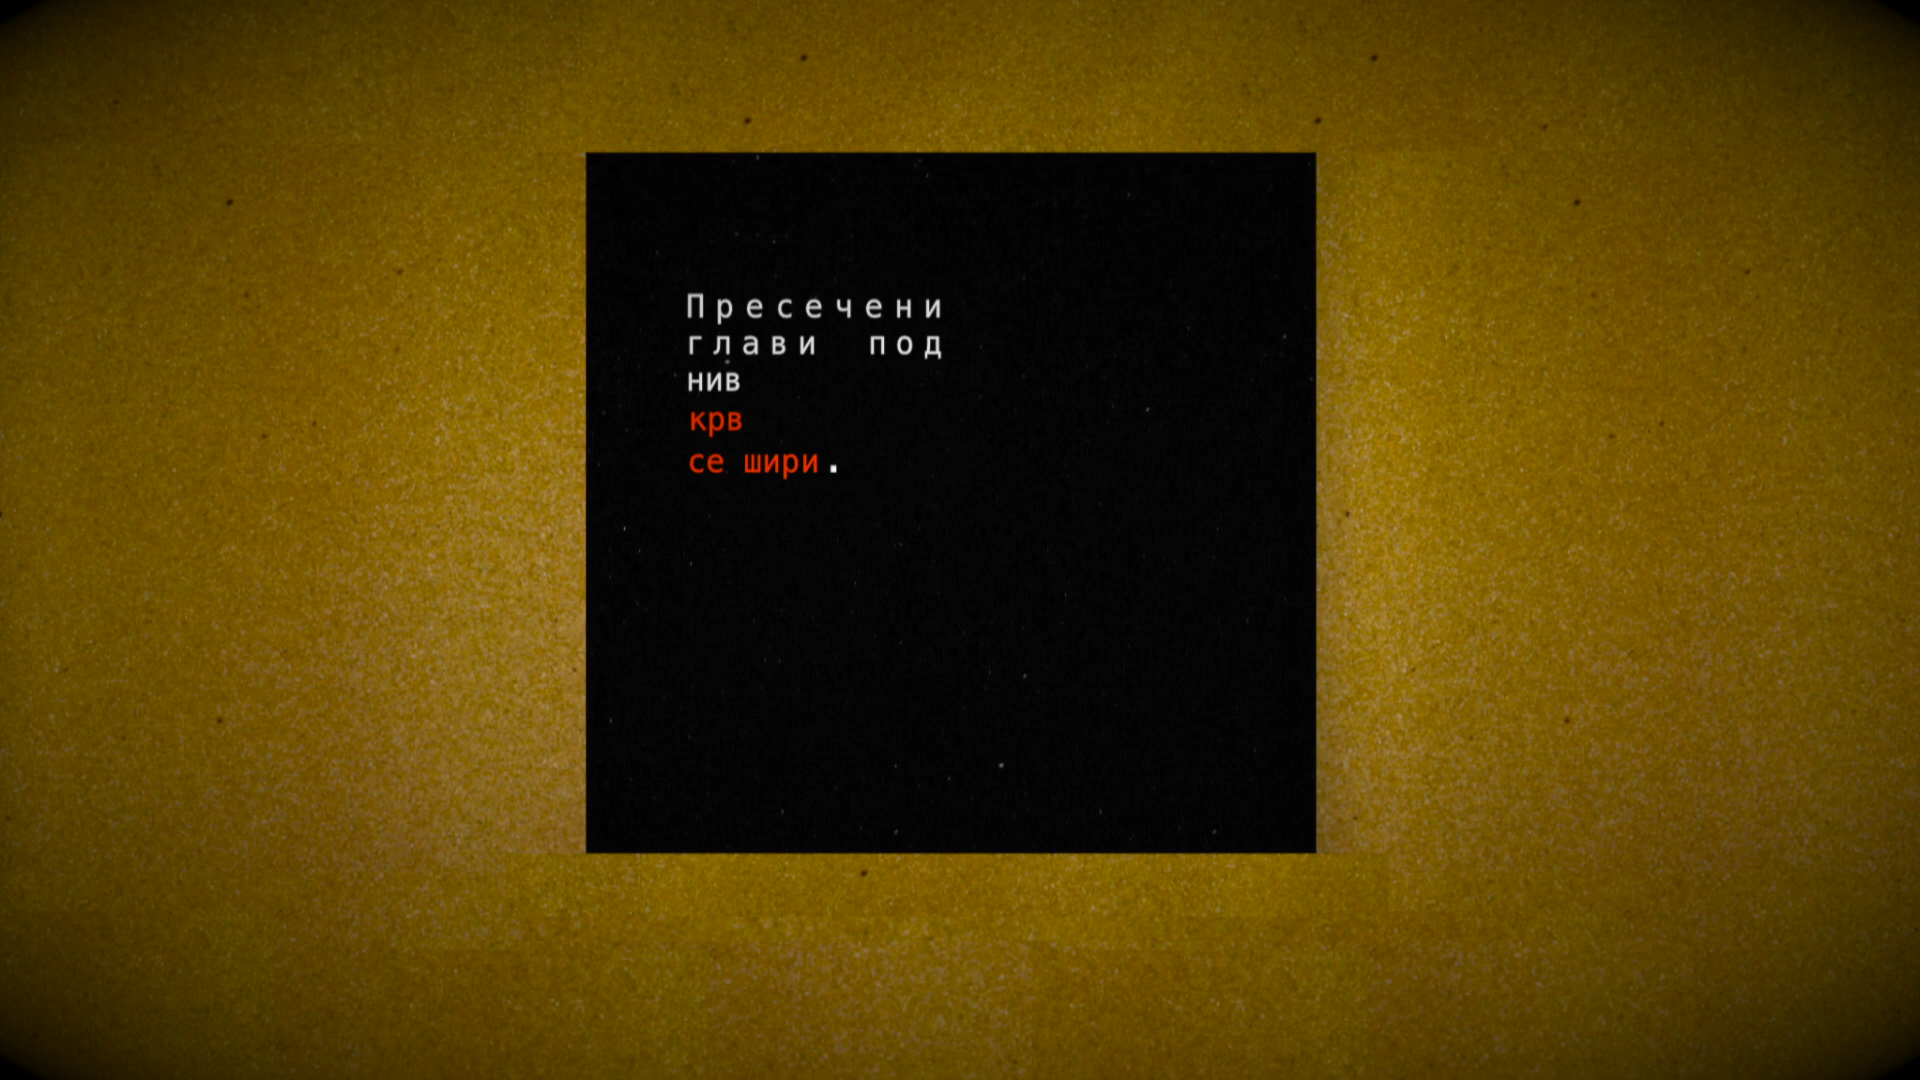 Пресечени
глави под
нив
крв
се шири.